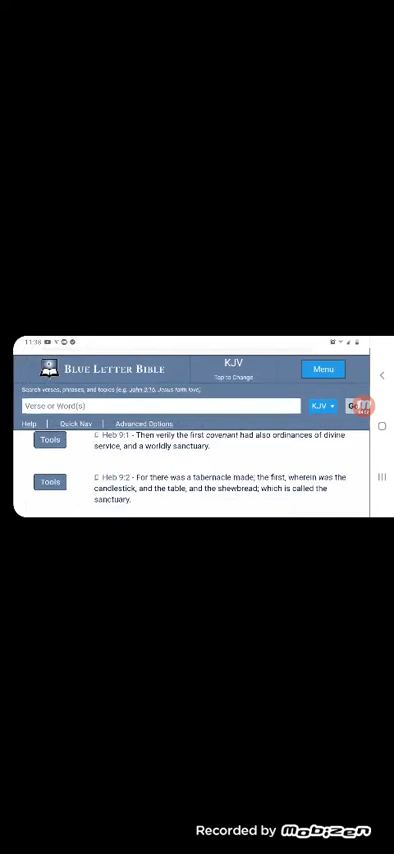 11:38
BLUE LETTER BIBLE
KJV
Tap to Change
Menu
Search verses, phrases, and topics (e.g. John 3:16, Jesus faith love)
Verse or Word(s)
KJV
Help | Quick Nav | Advanced Options
Tools
Heb 9:1 - Then verily the first covenant had also ordinances of divine
service, and a worldly sanctuary.
Tools
Heb 9:2 - For there was a tabernacle made; the first, wherein was the
candlestick, and the table, and the shewbread; which is called the
sanctuary.
Recorded by mobizen